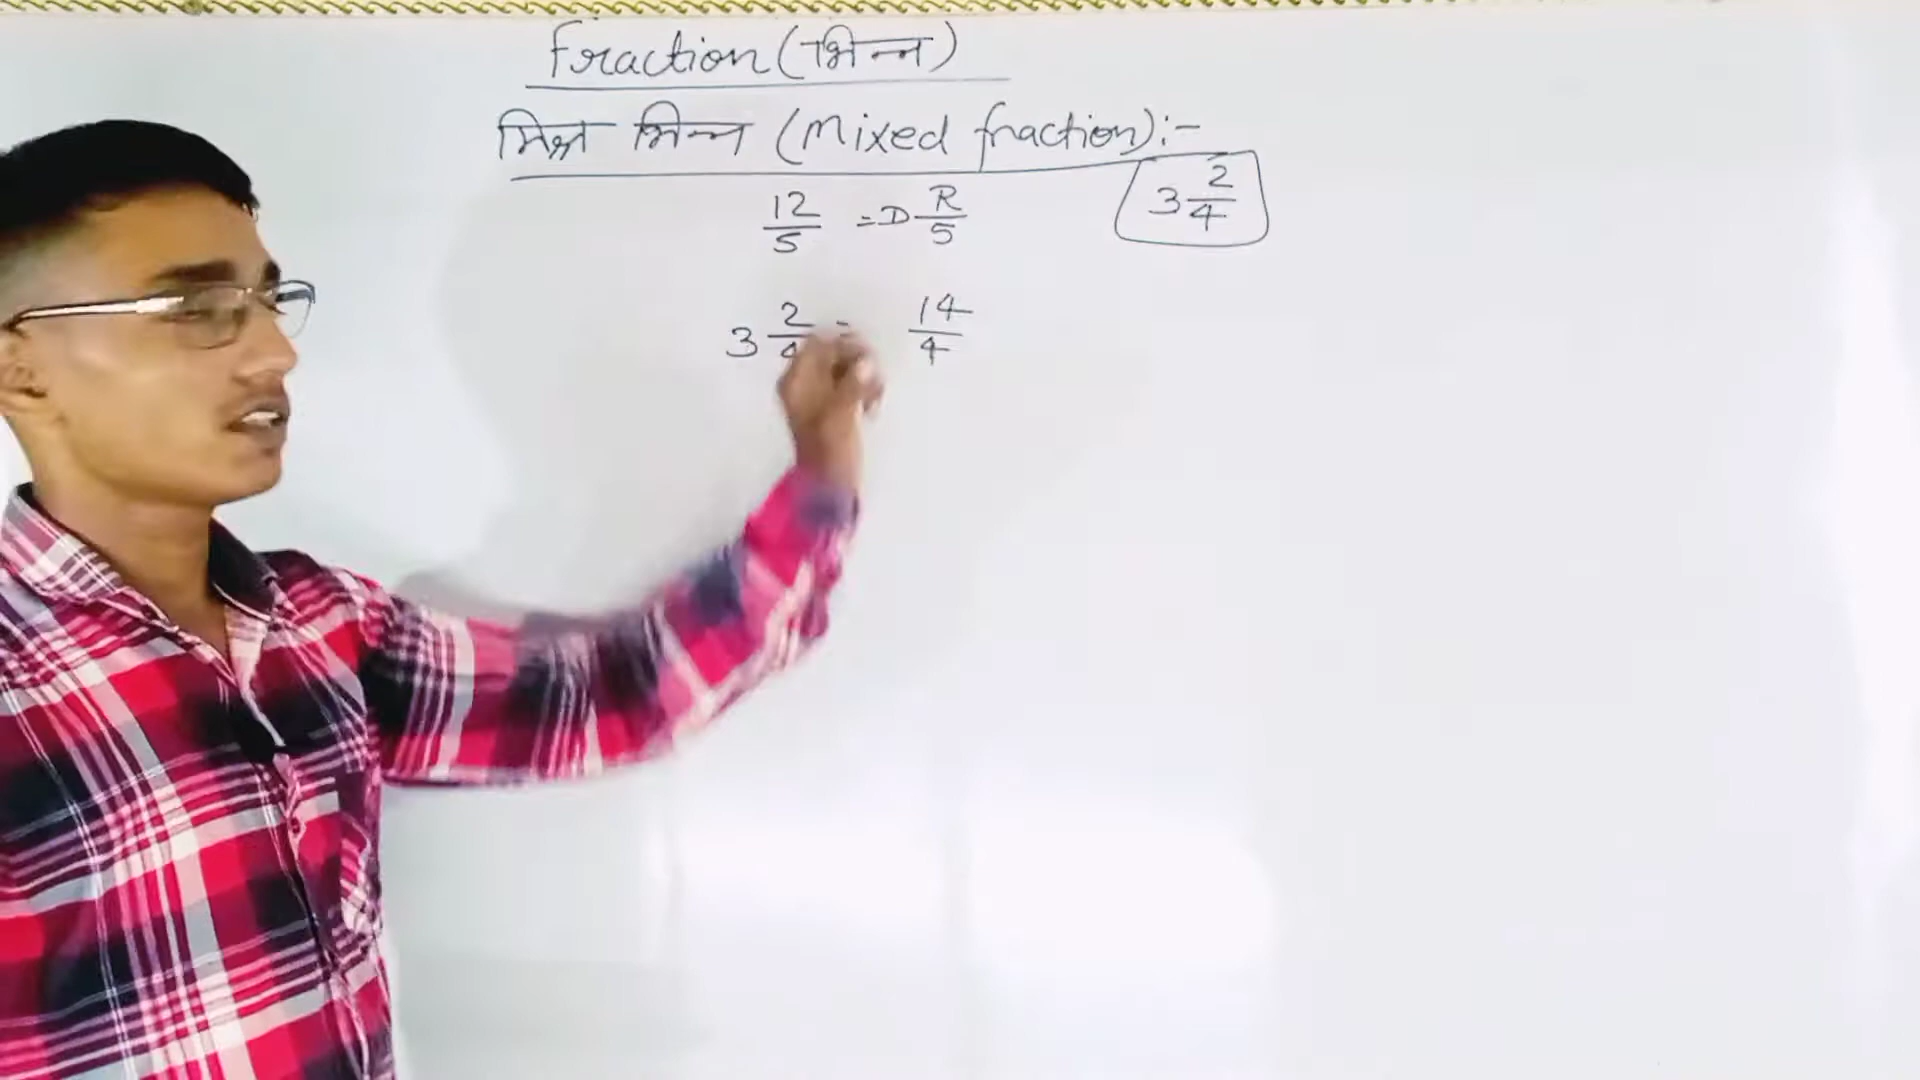 Fraction (भिन्न)
मिश्र भिन्न (Mixed fraction):-
12/5 = D R/5
3 2/4
3 2/4 = 14/4